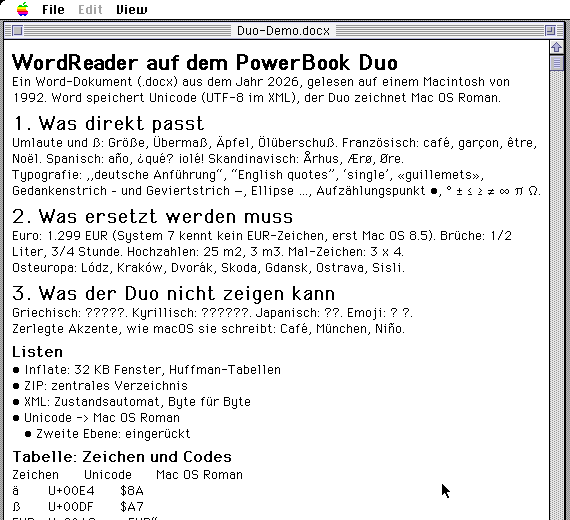 File Edit View
Duo-Demo.docx
WordReader auf dem PowerBook Duo
Ein Word-Dokument (.docx) aus dem Jahr 2026, gelesen auf einem Macintosh von
1992. Word speichert Unicode (UTF-8 im XML), der Duo zeichnet Mac OS Roman.
1. Was direkt passt
Umlaute und ß: Größe, Übermaß, Äpfel, Ölüberschuß. Französisch: café, garçon, être,
Noël. Spanisch: año, ¿qué? ¡olé! Skandinavisch: Århus, Ærø, Øre.
Typografie: „deutsche Anführung“, “English quotes”, ‘single’, «guillemets»,
Gedankenstrich – und Geviertstrich —, Ellipse …, Aufzählungspunkt •, ° ± ≤ ≥ ≠ ∞ π Ω.
2. Was ersetzt werden muss
Euro: 1.299 EUR (System 7 kennt kein EUR-Zeichen, erst Mac OS 8.5). Brüche: 1/2
Liter, 3/4 Stunde. Hochzahlen: 25 m2, 3 m3. Mal-Zeichen: 3 x 4.
Osteuropa: Lódz, Kraków, Dvorák, Skoda, Gdansk, Ostrava, Sisli.
3. Was der Duo nicht zeigen kann
Griechisch: ?????. Kyrillisch: ??????. Japanisch: ??. Emoji: ? ?.
Zerlegte Akzente, wie macOS sie schreibt: Café, München, Niño.
Listen
• Inflate: 32 KB Fenster, Huffman-Tabellen
• ZIP: zentrales Verzeichnis
• XML: Zustandsautomat, Byte für Byte
• Unicode -> Mac OS Roman
• Zweite Ebene: eingerückt
Tabelle: Zeichen und Codes
Zeichen Unicode Mac OS Roman
ä U+00E4 $8A
ß U+00DF $A7